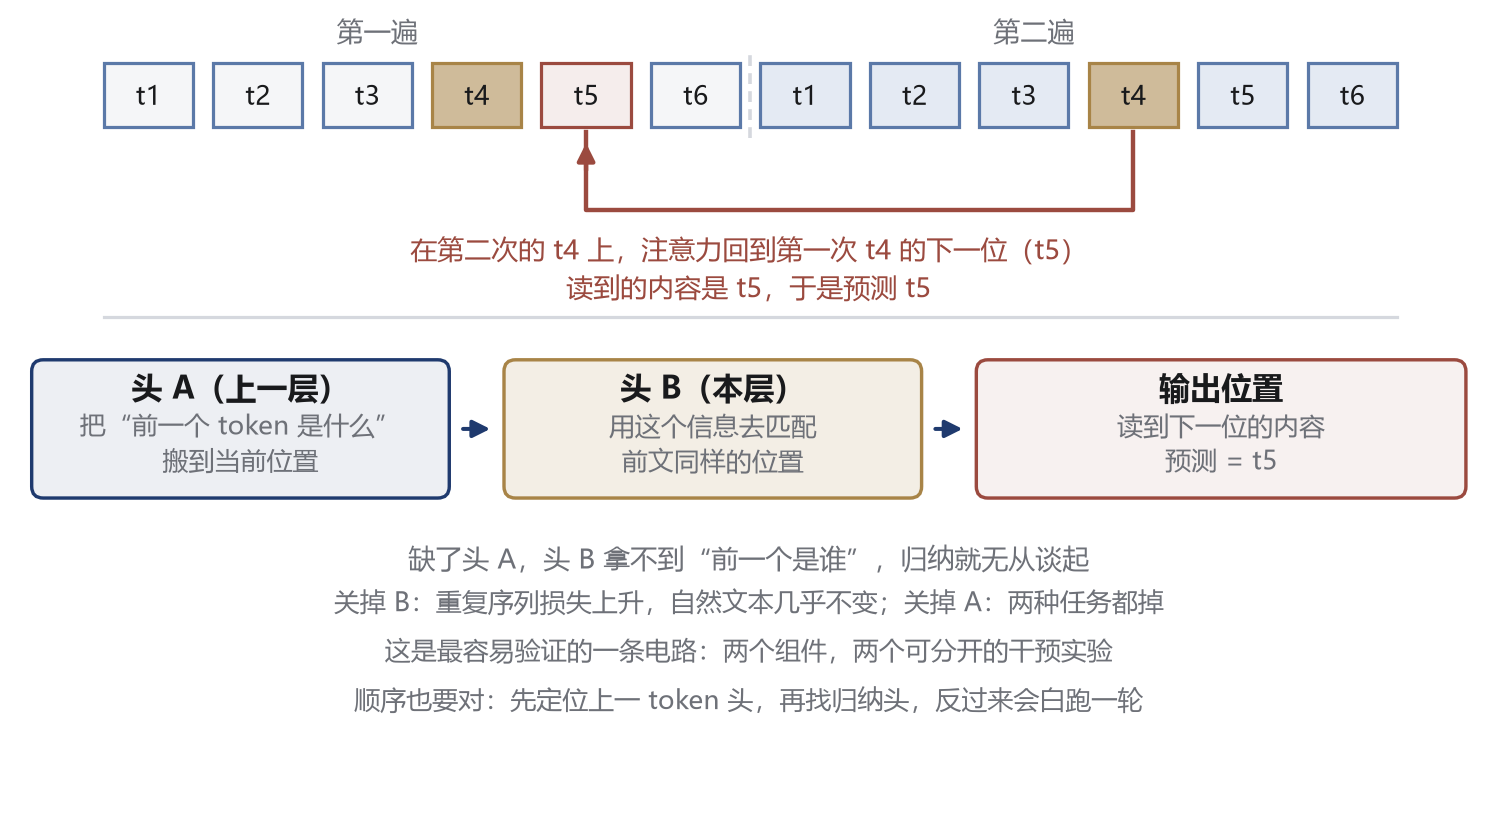 第一遍
第二遍
t1 t2 t3 t4 t5 t6 t1 t2 t3 t4 t5 t6
在第二次的 t4 上，注意力回到第一次 t4 的下一位（t5）
读到的内容是 t5，于是预测 t5
头 A（上一层）
把“前一个 token 是什么”
搬到当前位置
头 B（本层）
用这个信息去匹配
前文同样的位置
输出位置
读到下一位的内容
预测 = t5
缺了头 A，头 B 拿不到“前一个是谁”，归纳就无从谈起
关掉 B：重复序列损失上升，自然文本几乎不变；关掉 A：两种任务都掉
这是最容易验证的一条电路：两个组件，两个可分开的干预实验
顺序也要对：先定位上一 token 头，再找归纳头，反过来会白跑一轮